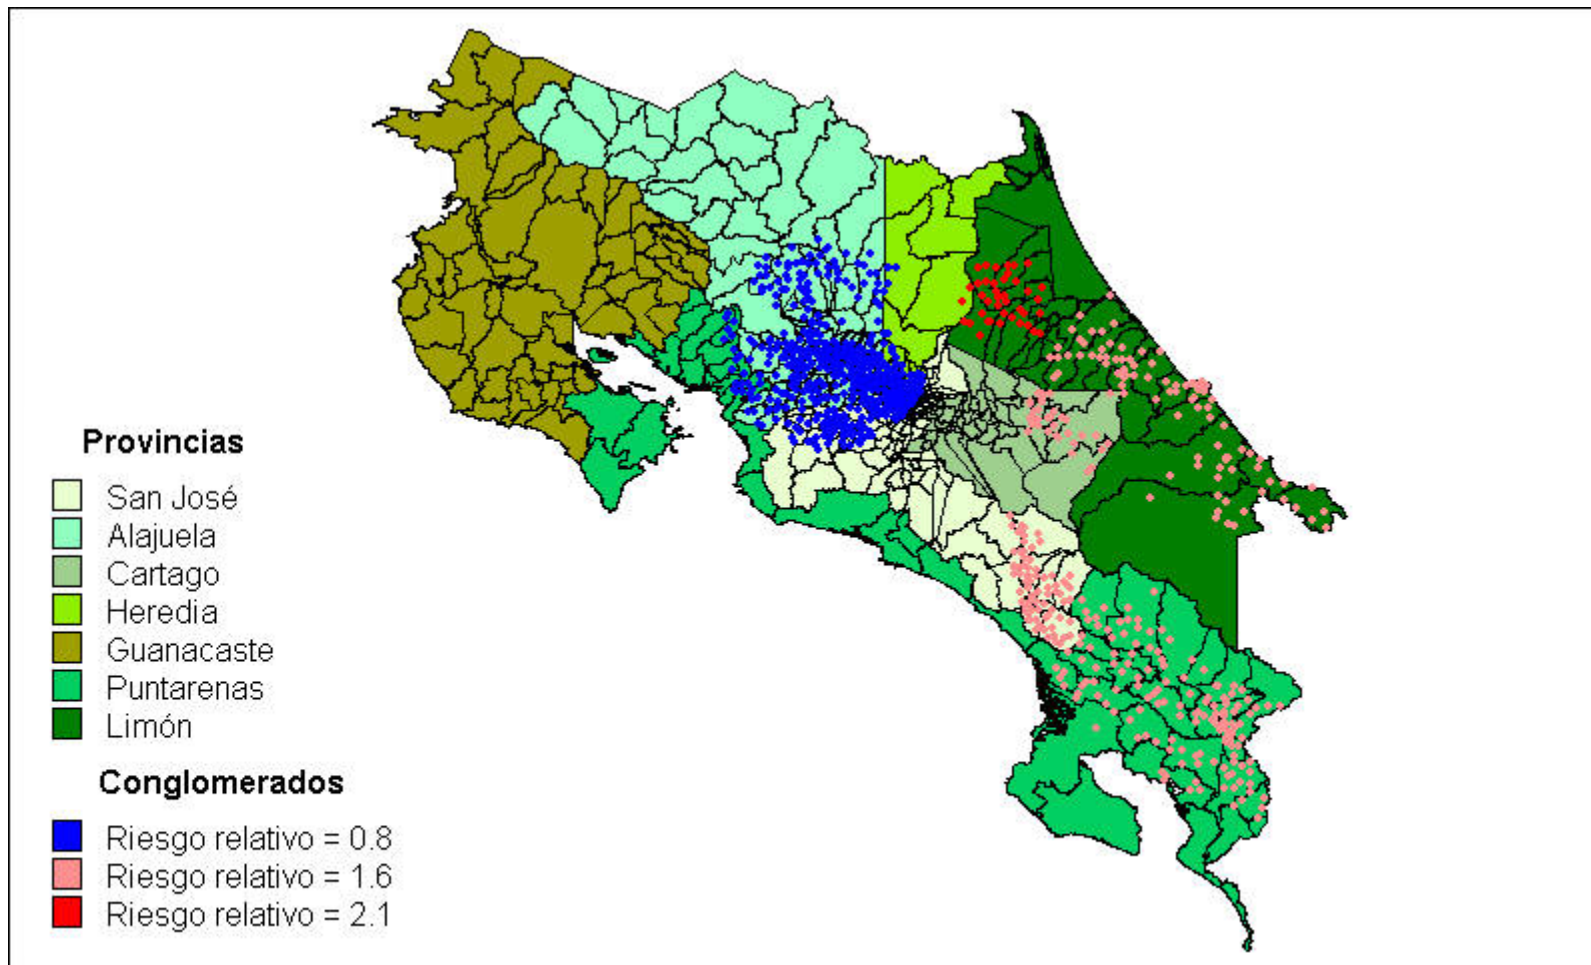 Provincias
San José
Alajuela
Cartago
Heredia
Guanacaste
Puntarenas
Limón
Conglomerados
Riesgo relativo = 0.8
Riesgo relativo = 1.6
Riesgo relativo = 2.1